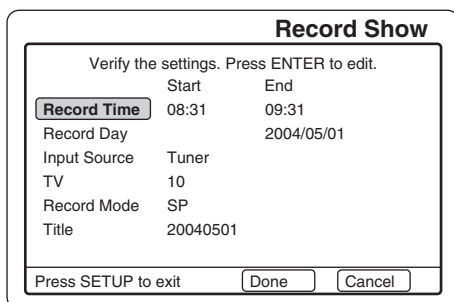 Record Show
Verify the settings. Press ENTER to edit.
Start End
Record Time 08:31 09:31
Record Day 2004/05/01
Input Source Tuner
TV 10
Record Mode SP
Title 20040501
Press SETUP to exit Done Cancel